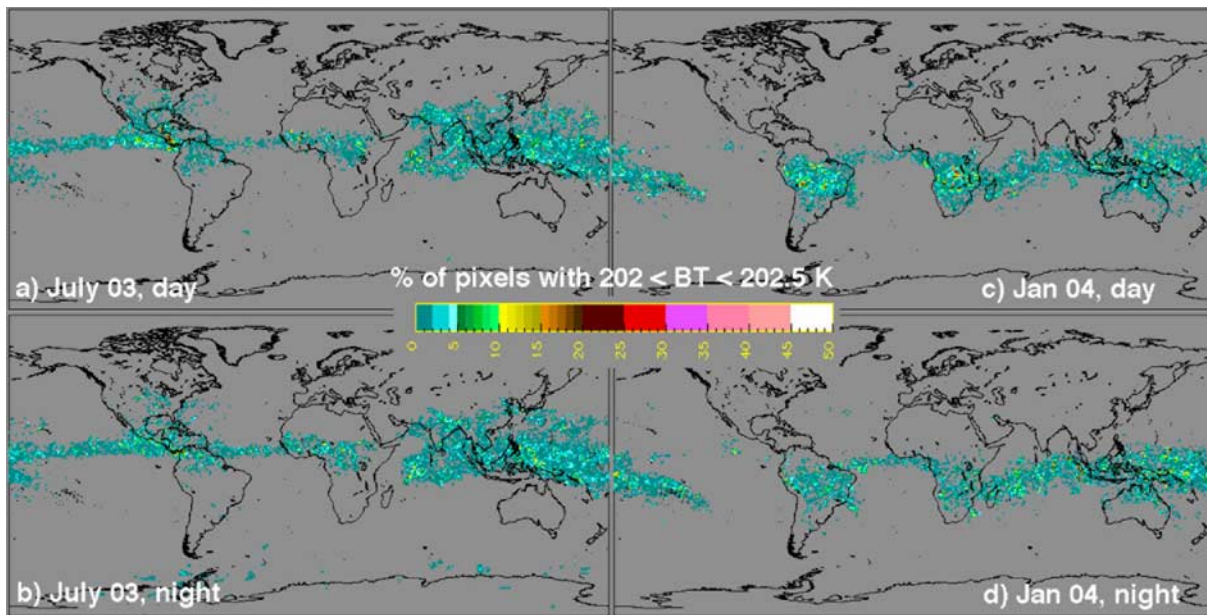 a) July 03, day
c) Jan 04, day
% of pixels with 202 < BT < 202.5 K
0 5 10 15 20 25 30 35 40 45 50
b) July 03, night
d) Jan 04, night